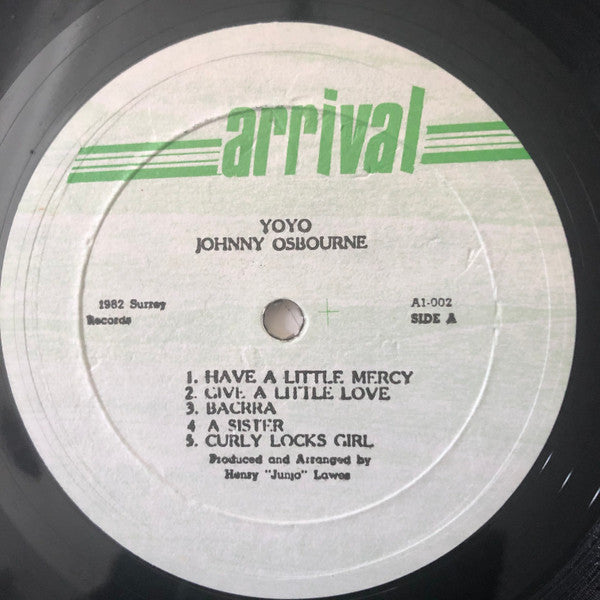 arrival
YOYO
JOHNNY OSBOURNE
1982 Surrey
Records
A1-002
SIDE A
1. HAVE A LITTLE MERCY
2. GIVE A LITTLE LOVE
3. BACRRA
4 A SISTER
5. CURLY LOCKS GIRL
Produced and Arranged by
Henry "Junjo" Lawes